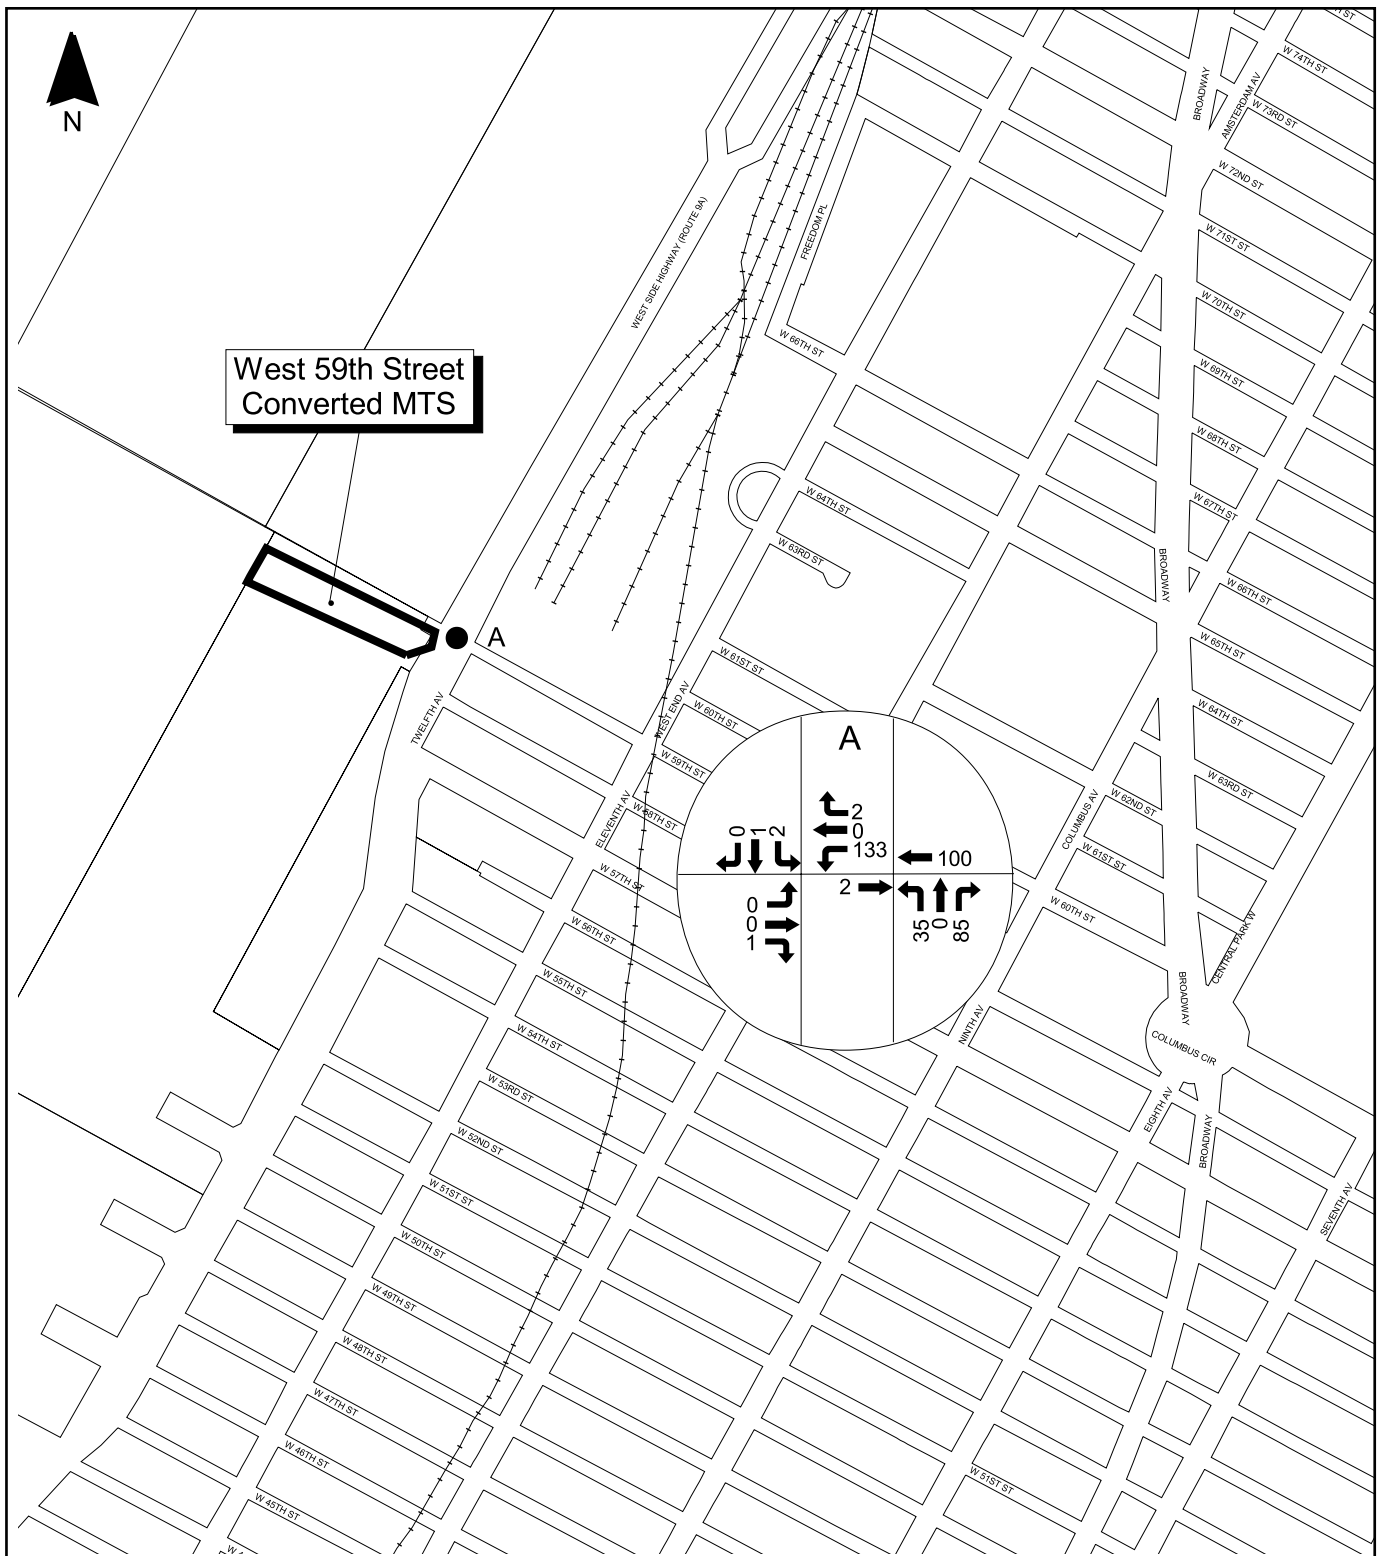 ST
W 74TH ST
BROADWAY
AMSTERDAM AV
W 73RD ST
N
W 72ND ST
WEST SIDE HIGHWAY (ROUTE 9A)
FREEDOM PL
W 71ST ST
W 70TH ST
W 66TH ST
West 59th Street
Converted MTS
W 69TH ST
W 68TH ST
W 64TH ST
W 67TH ST
W 63RD ST
BROADWAY
W 66TH ST
A
W 65TH ST
W 61ST ST
TWELFTH AV
WEST END AV
W 60TH ST
W 64TH ST
W 59TH ST
A
W 63RD ST
W 58TH ST
ELEVENTH AV
COLUMBUS AV
W 62ND ST
0
1
2
2
0
133
100
W 61ST ST
W 57TH ST
2
0
0
1
35
0
85
W 60TH ST
W 56TH ST
CENTRAL PARK W
W 55TH ST
BROADWAY
W 54TH ST
NINTH AV
COLUMBUS CIR
W 53RD ST
EIGHTH AV
BROADWAY
W 52ND ST
W 51ST ST
SEVENTH AV
W 50TH ST
W 49TH ST
W 48TH ST
W 47TH ST
W 46TH ST
W 51ST ST
W 45TH ST